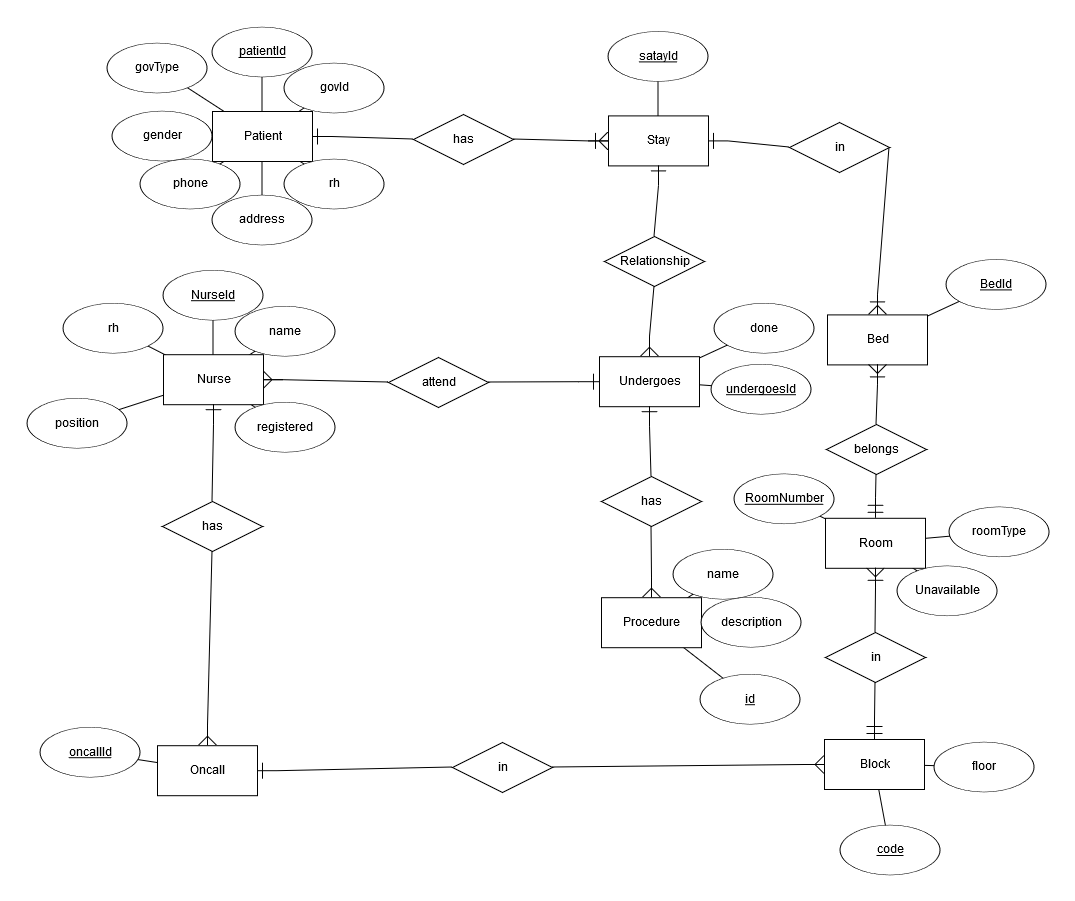 patientId
govType
govId
gender
Patient
phone
rh
address
has
satayId
Stay
in
Relationship
NurseId
rh
name
Nurse
position
registered
attend
done
Undergoes
undergoesId
BedId
Bed
belongs
has
has
RoomNumber
Room
roomType
Unavailable
name
Procedure
description
id
in
oncallId
Oncall
in
Block
floor
code